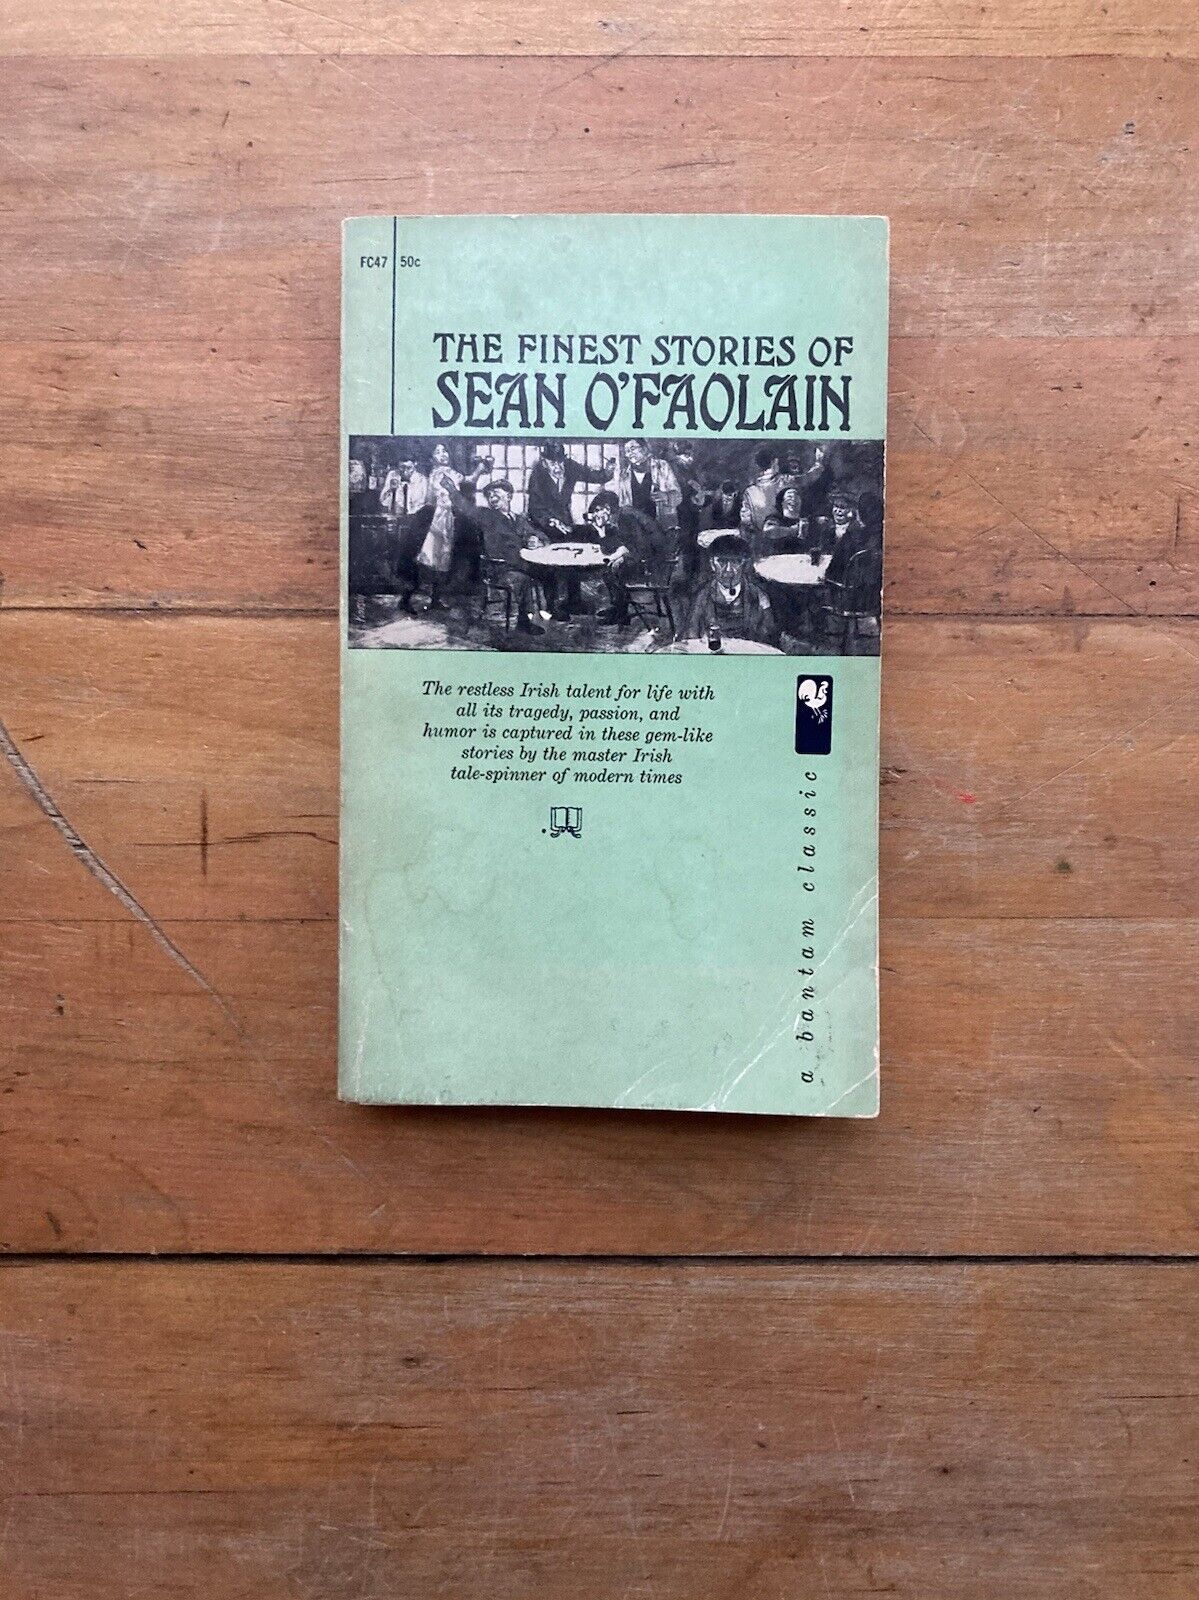 FC47 50c
THE FINEST STORIES OF
SEAN O'FAOLAIN
The restless Irish talent for life with
all its tragedy, passion, and
humor is captured in these gem-like
stories by the master Irish
tale-spinner of modern times
a bantam classic